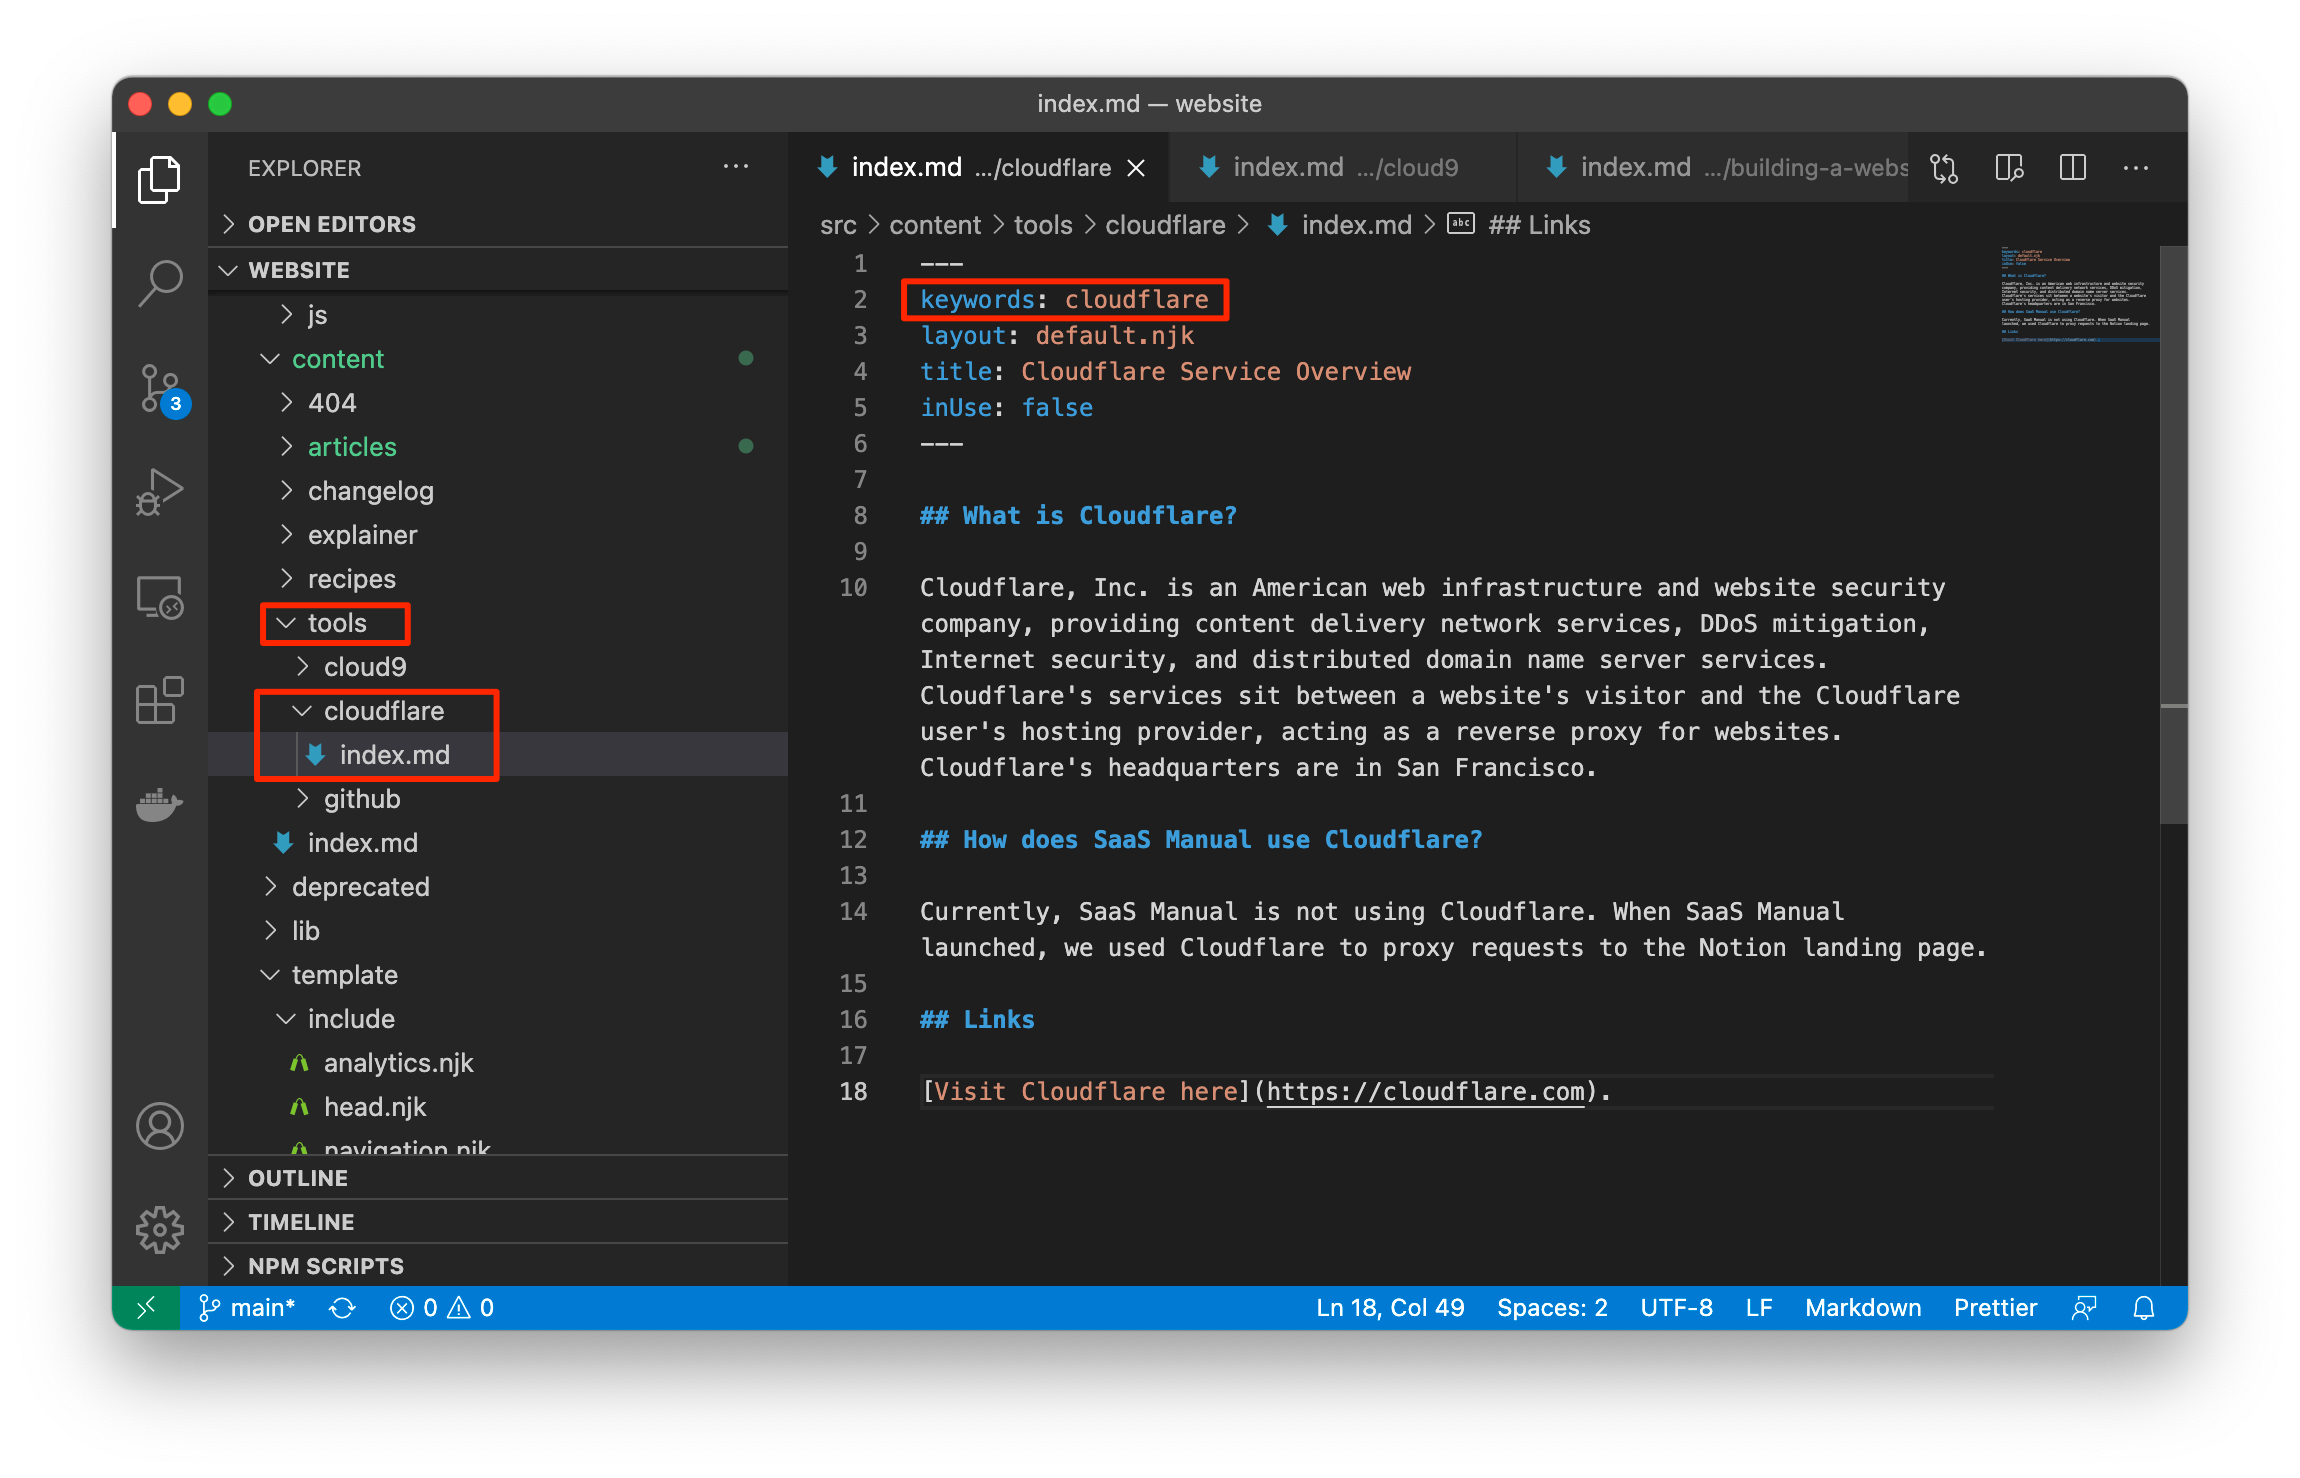 index.md — website
EXPLORER
OPEN EDITORS
WEBSITE
js
content
404
articles
changelog
explainer
recipes
tools
cloud9
cloudflare
index.md
github
index.md
deprecated
lib
template
include
analytics.njk
head.njk
navigation.njk
OUTLINE
TIMELINE
NPM SCRIPTS
3
index.md .../cloudflare
index.md .../cloud9
index.md .../building-a-webs
src > content > tools > cloudflare > index.md > abc ## Links
1 ---
2 keywords: cloudflare
3 layout: default.njk
4 title: Cloudflare Service Overview
5 inUse: false
6 ---
7
8 ## What is Cloudflare?
9
10 Cloudflare, Inc. is an American web infrastructure and website security
company, providing content delivery network services, DDoS mitigation,
Internet security, and distributed domain name server services.
Cloudflare's services sit between a website's visitor and the Cloudflare
user's hosting provider, acting as a reverse proxy for websites.
Cloudflare's headquarters are in San Francisco.
11
12 ## How does SaaS Manual use Cloudflare?
13
14 Currently, SaaS Manual is not using Cloudflare. When SaaS Manual
launched, we used Cloudflare to proxy requests to the Notion landing page.
15
16 ## Links
17
18 [Visit Cloudflare here](https://cloudflare.com).
main* 0 0
Ln 18, Col 49 Spaces: 2 UTF-8 LF Markdown Prettier